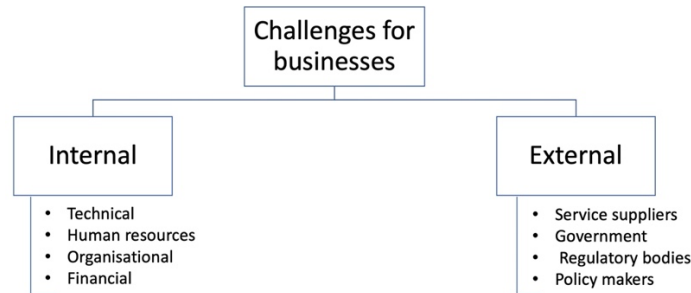 Challenges for
businesses
Internal
External
• Technical
• Human resources
• Organisational
• Financial
• Service suppliers
• Government
• Regulatory bodies
• Policy makers